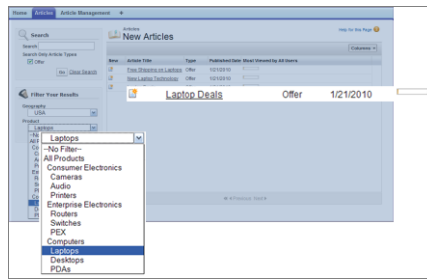 Home Articles Article Management +
Search
Search
Search Only Article Types
Offer
Go Clear Search
Filter Your Results
Geography
USA
Product
Laptops
Articles
New Articles
Help for this Page
Columns
View Article Title Type Published Date Most Viewed by All Users
Free Shipping on Laptops Offer 1/21/2010
New Laptop Technology Offer 1/21/2010
Laptop Deals Offer 1/21/2010
Laptops
--No Filter--
All Products
Consumer Electronics
Cameras
Audio
Printers
Enterprise Electronics
Routers
Switches
PEX
Computers
Laptops
Desktops
PDAs